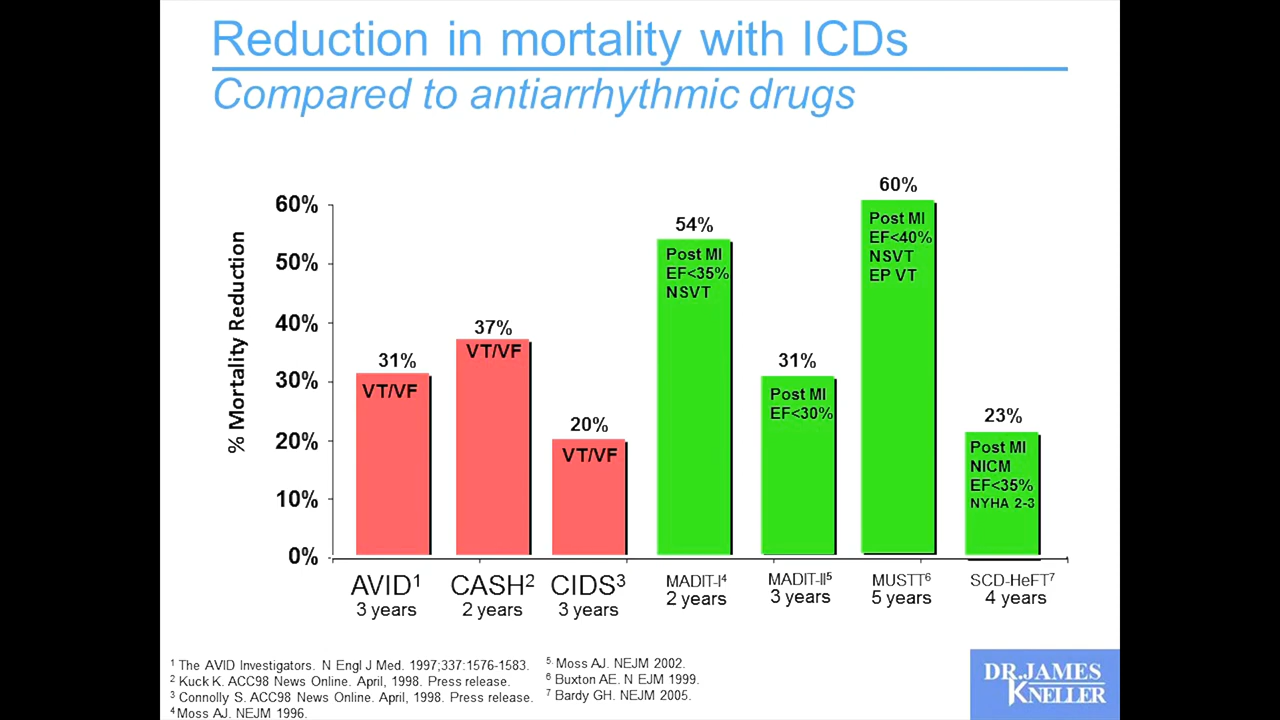 Reduction in mortality with ICDs
Compared to antiarrhythmic drugs
% Mortality Reduction
60%
50%
40%
30%
20%
10%
0%
31%
VT/VF
37%
VT/VF
20%
VT/VF
54%
Post MI
EF<35%
NSVT
31%
Post MI
EF<30%
60%
Post MI
EF<40%
NSVT
EP VT
23%
Post MI
NICM
EF<35%
NYHA 2-3
AVID¹
3 years
CASH²
2 years
CIDS³
3 years
MADIT-I⁴
2 years
MADIT-II⁵
3 years
MUSTT⁶
5 years
SCD-HeFT⁷
4 years
¹ The AVID Investigators. N Engl J Med. 1997;337:1576-1583.
² Kuck K. ACC98 News Online. April, 1998. Press release.
³ Connolly S. ACC98 News Online. April, 1998. Press release.
⁴ Moss AJ. NEJM 1996.
⁵· Moss AJ. NEJM 2002.
⁶ Buxton AE. N EJM 1999.
⁷ Bardy GH. NEJM 2005.
DR.JAMES
KNELLER